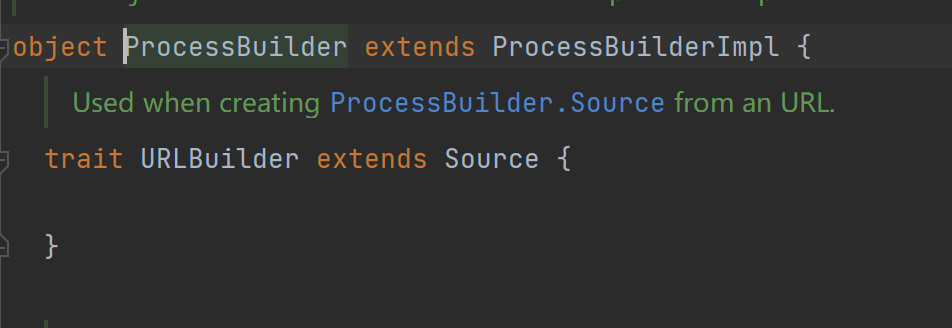 object ProcessBuilder extends ProcessBuilderImpl {
Used when creating ProcessBuilder.Source from an URL.
trait URLBuilder extends Source {
}